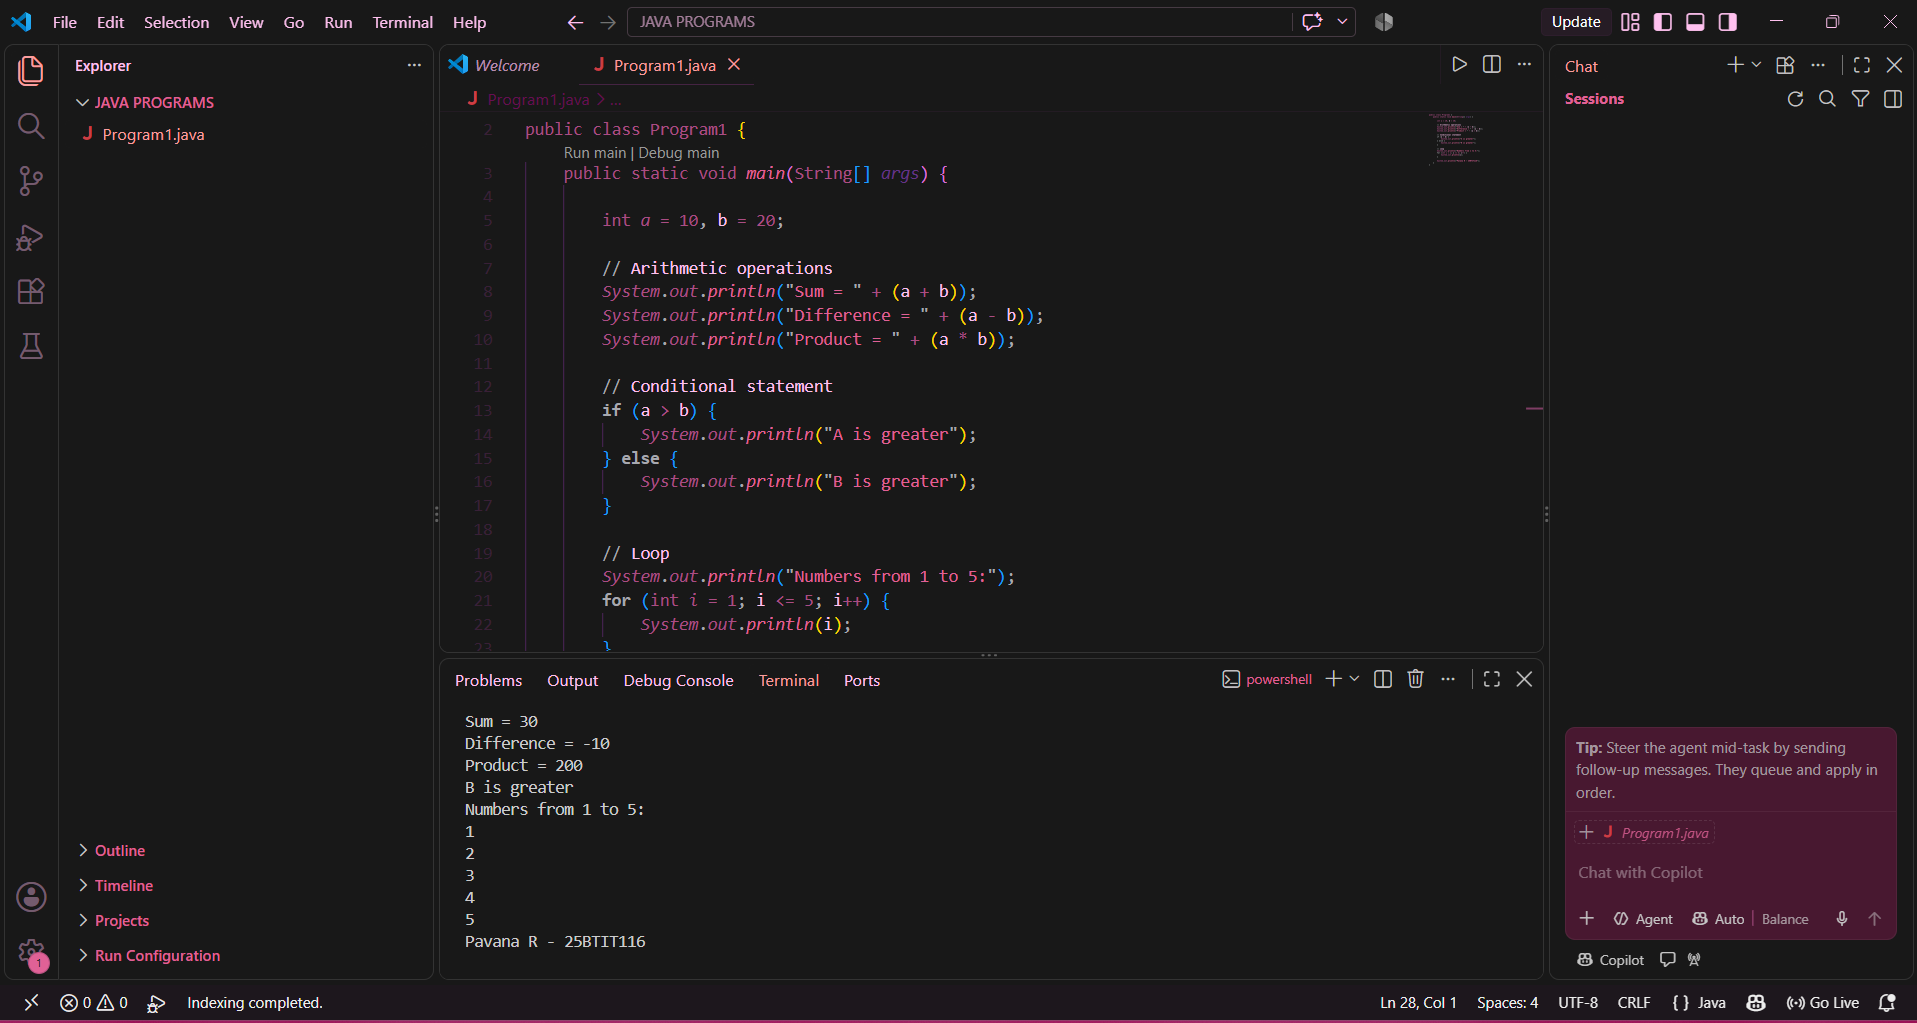 File Edit Selection View Go Run Terminal Help
JAVA PROGRAMS
Update
Explorer
JAVA PROGRAMS
J Program1.java
Outline
Timeline
Projects
Run Configuration
1
Welcome
J Program1.java
J Program1.java > ...
2 public class Program1 {
Run main | Debug main
3 public static void main(String[] args) {
4
5 int a = 10, b = 20;
6
7 // Arithmetic operations
8 System.out.println("Sum = " + (a + b));
9 System.out.println("Difference = " + (a - b));
10 System.out.println("Product = " + (a * b));
11
12 // Conditional statement
13 if (a > b) {
14 System.out.println("A is greater");
15 } else {
16 System.out.println("B is greater");
17 }
18
19 // Loop
20 System.out.println("Numbers from 1 to 5:");
21 for (int i = 1; i <= 5; i++) {
22 System.out.println(i);
23 }
Problems Output Debug Console Terminal Ports
powershell
Sum = 30
Difference = -10
Product = 200
B is greater
Numbers from 1 to 5:
1
2
3
4
5
Pavana R - 25BTIT116
Chat
Sessions
Tip: Steer the agent mid-task by sending
follow-up messages. They queue and apply in
order.
J Program1.java
Chat with Copilot
Agent Auto | Balance
Copilot
0 0 Indexing completed.
Ln 28, Col 1 Spaces: 4 UTF-8 CRLF {} Java Go Live